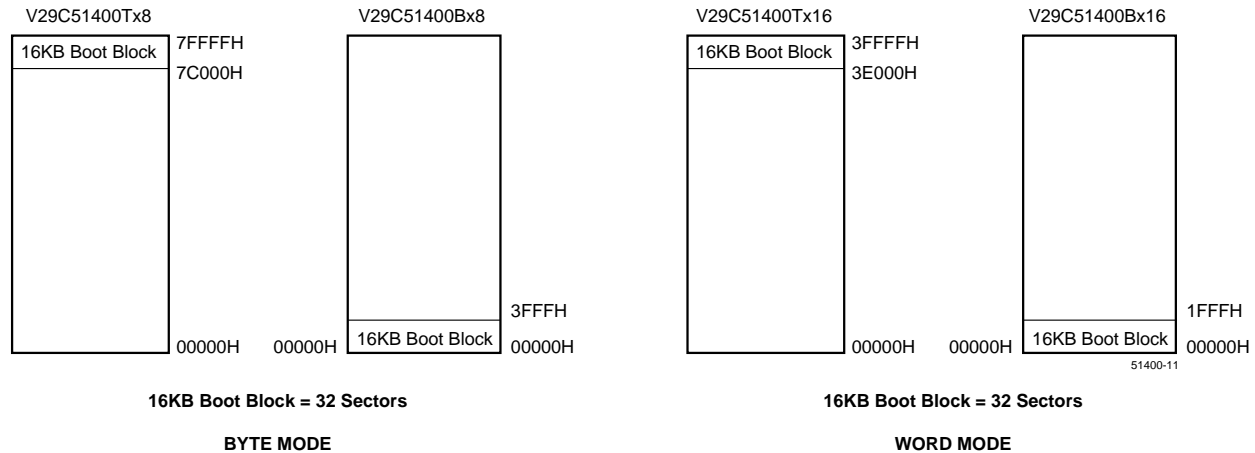 V29C51400Tx8 V29C51400Bx8 V29C51400Tx16 V29C51400Bx16
16KB Boot Block 7FFFFH 16KB Boot Block 3FFFFH
7C000H 3E000H
3FFFH 1FFFH
00000H 00000H 16KB Boot Block 00000H 00000H 00000H 16KB Boot Block 00000H
51400-11
16KB Boot Block = 32 Sectors 16KB Boot Block = 32 Sectors
BYTE MODE WORD MODE